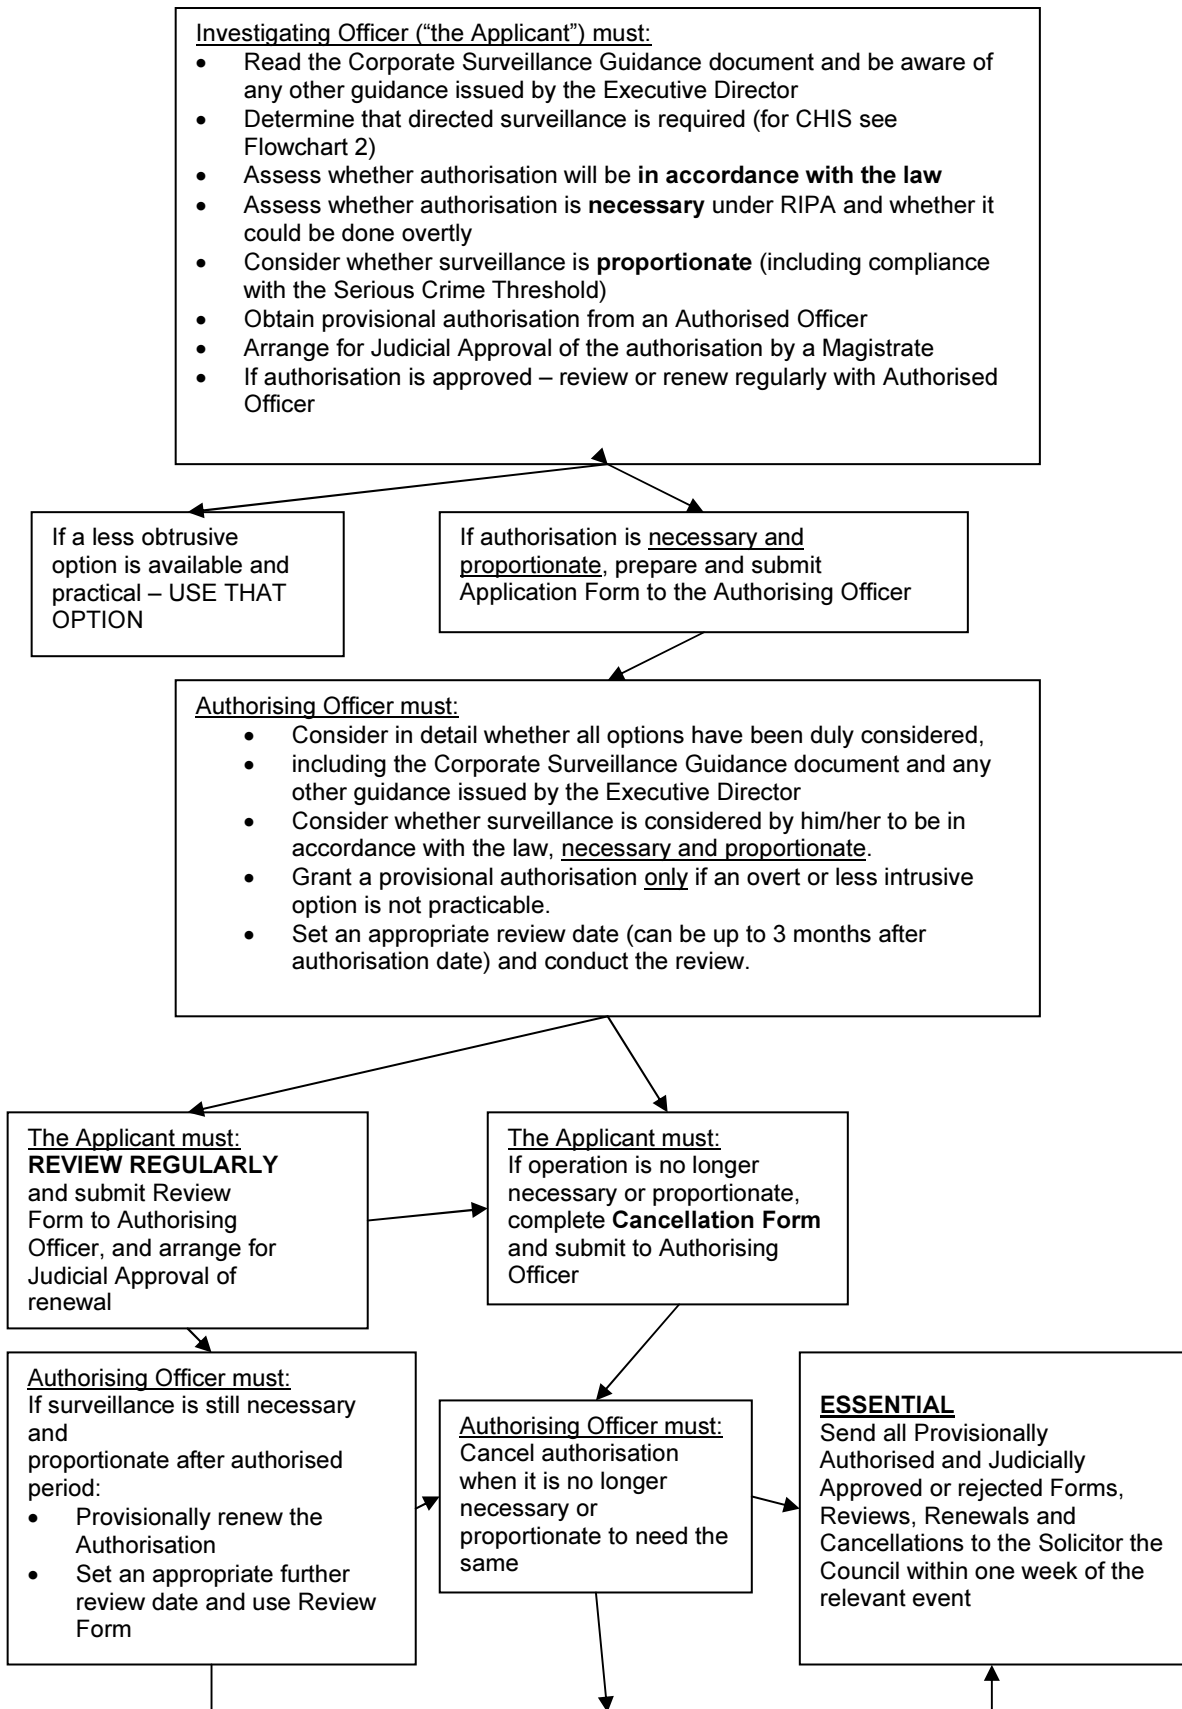 Investigating Officer (“the Applicant”) must:
• Read the Corporate Surveillance Guidance document and be aware of
any other guidance issued by the Executive Director
• Determine that directed surveillance is required (for CHIS see
Flowchart 2)
• Assess whether authorisation will be in accordance with the law
• Assess whether authorisation is necessary under RIPA and whether it
could be done overtly
• Consider whether surveillance is proportionate (including compliance
with the Serious Crime Threshold)
• Obtain provisional authorisation from an Authorised Officer
• Arrange for Judicial Approval of the authorisation by a Magistrate
• If authorisation is approved – review or renew regularly with Authorised
Officer
If a less obtrusive
option is available and
practical – USE THAT
OPTION
If authorisation is necessary and
proportionate, prepare and submit
Application Form to the Authorising Officer
Authorising Officer must:
• Consider in detail whether all options have been duly considered,
• including the Corporate Surveillance Guidance document and any
other guidance issued by the Executive Director
• Consider whether surveillance is considered by him/her to be in
accordance with the law, necessary and proportionate.
• Grant a provisional authorisation only if an overt or less intrusive
option is not practicable.
• Set an appropriate review date (can be up to 3 months after
authorisation date) and conduct the review.
The Applicant must:
REVIEW REGULARLY
and submit Review
Form to Authorising
Officer, and arrange for
Judicial Approval of
renewal
The Applicant must:
If operation is no longer
necessary or proportionate,
complete Cancellation Form
and submit to Authorising
Officer
Authorising Officer must:
If surveillance is still necessary
and
proportionate after authorised
period:
• Provisionally renew the
Authorisation
• Set an appropriate further
review date and use Review
Form
Authorising Officer must:
Cancel authorisation
when it is no longer
necessary or
proportionate to need the
same
ESSENTIAL
Send all Provisionally
Authorised and Judicially
Approved or rejected Forms,
Reviews, Renewals and
Cancellations to the Solicitor the
Council within one week of the
relevant event